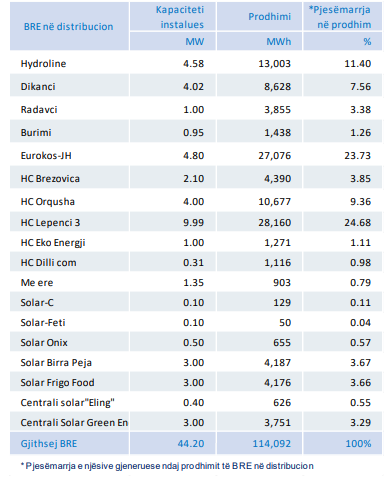 BRE në distribucion Kapaciteti instalues Prodhimi *Pjesëmarrja në prodhim
MW MWh %
Hydroline 4.58 13,003 11.40
Dikanci 4.02 8,628 7.56
Radavci 1.00 3,855 3.38
Burimi 0.95 1,438 1.26
Eurokos-JH 4.80 27,076 23.73
HC Brezovica 2.10 4,390 3.85
HC Orqusha 4.00 10,677 9.36
HC Lepenci 3 9.99 28,160 24.68
HC Eko Energji 1.00 1,271 1.11
HC Dilli com 0.31 1,116 0.98
Me ere 1.35 903 0.79
Solar-C 0.10 129 0.11
Solar-Feti 0.10 50 0.04
Solar Onix 0.50 655 0.57
Solar Birra Peja 3.00 4,187 3.67
Solar Frigo Food 3.00 4,176 3.66
Centrali solar"Eling" 0.40 626 0.55
Centrali Solar Green En 3.00 3,751 3.29
Gjithsej BRE 44.20 114,092 100%
* Pjesëmarrja e njësive gjeneruese ndaj prodhimit të BRE në distribucion